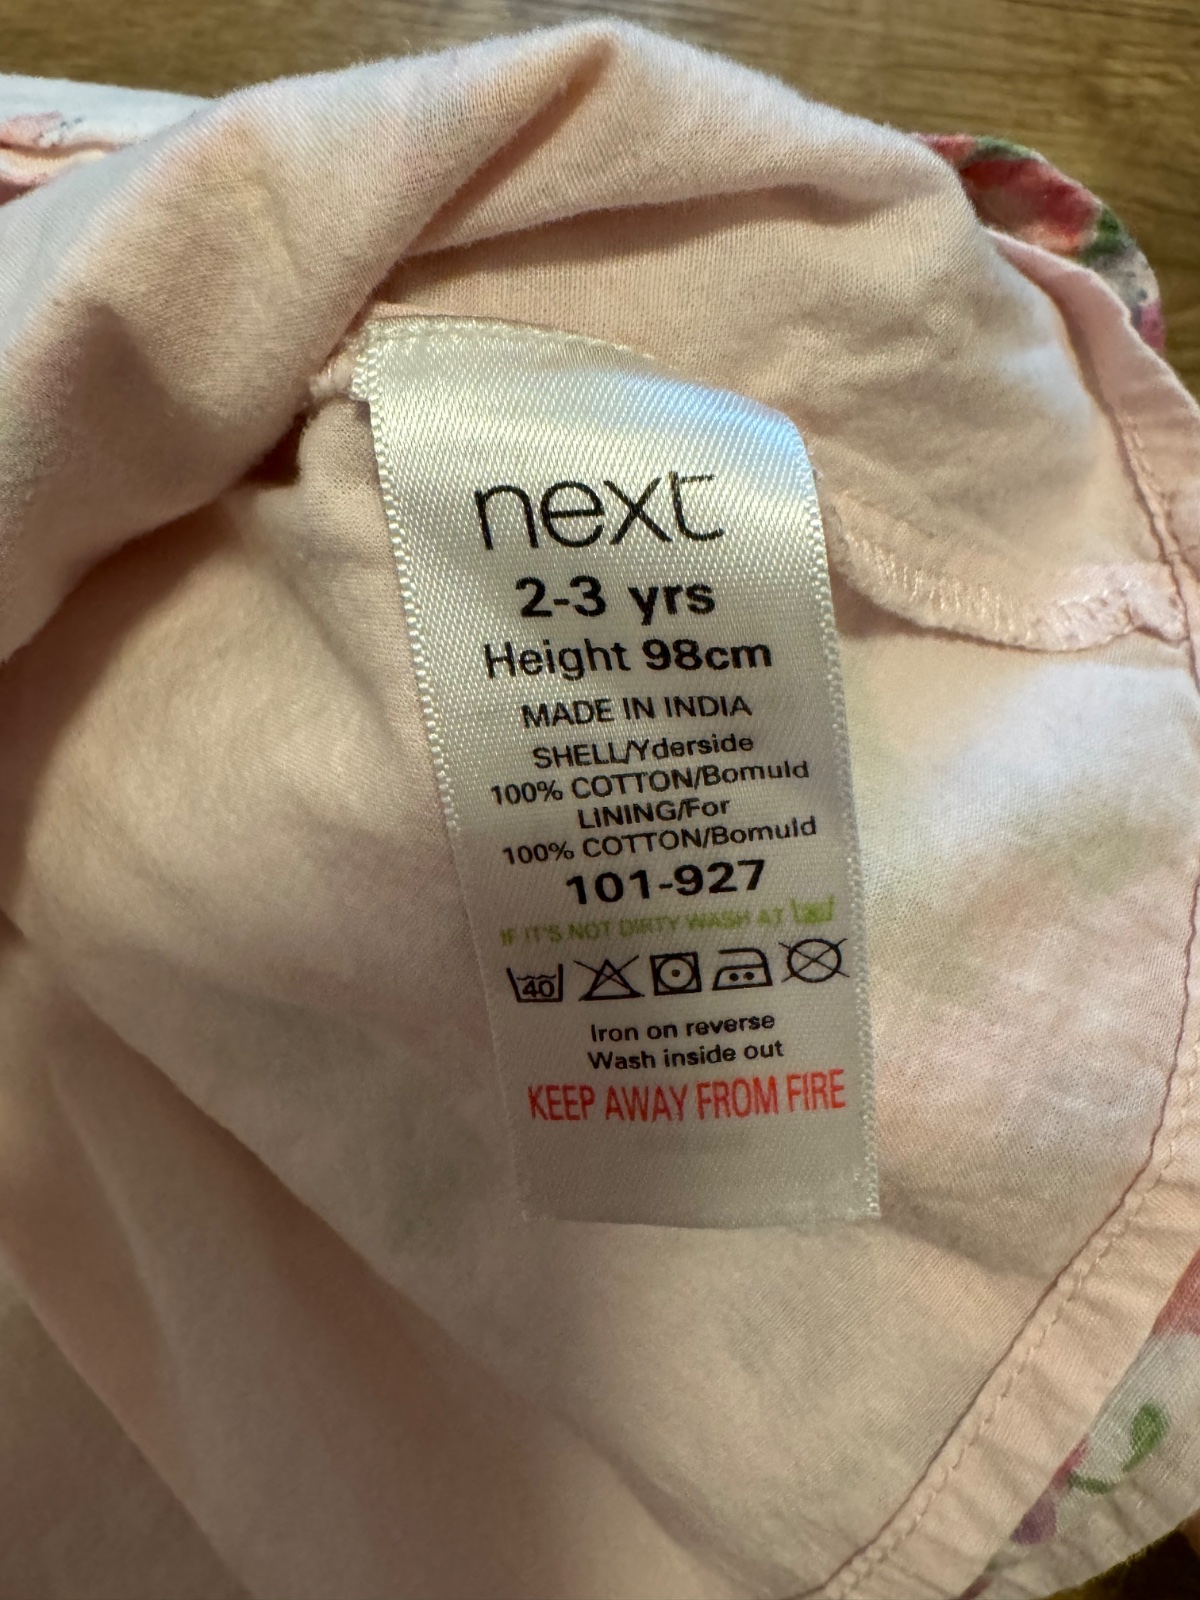 next
2-3 yrs
Height 98cm
MADE IN INDIA
SHELL/Yderside
100% COTTON/Bomuld
LINING/For
100% COTTON/Bomuld
101-927
IF IT'S NOT DIRTY WASH AT
40
Iron on reverse
Wash inside out
KEEP AWAY FROM FIRE